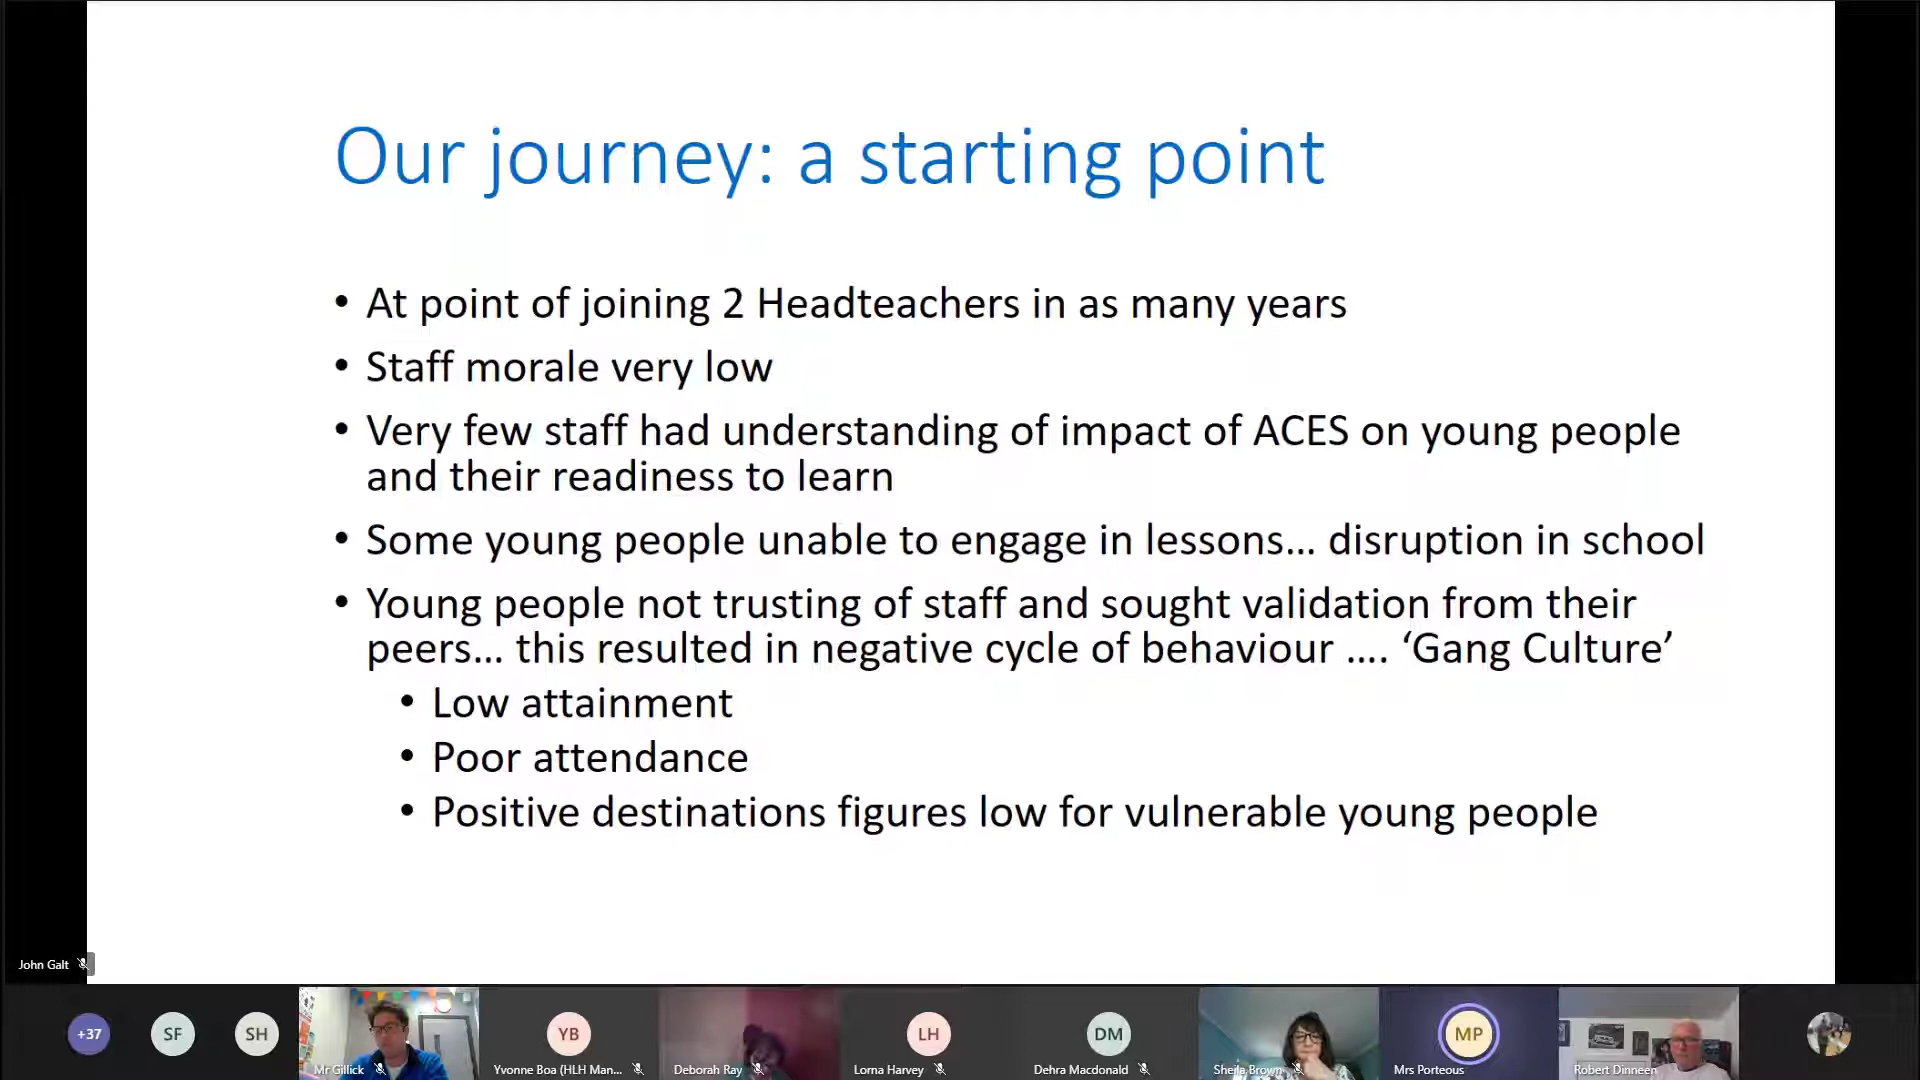 Our journey: a starting point
• At point of joining 2 Headteachers in as many years
• Staff morale very low
• Very few staff had understanding of impact of ACES on young people
and their readiness to learn
• Some young people unable to engage in lessons... disruption in school
• Young people not trusting of staff and sought validation from their
peers... this resulted in negative cycle of behaviour .... ‘Gang Culture’
• Low attainment
• Poor attendance
• Positive destinations figures low for vulnerable young people
John Galt
+37
SF
SH
Mr Gillick
YB
Yvonne Boa (HLH Man...
Deborah Ray
LH
Lorna Harvey
DM
Dehra Macdonald
Sheila Brown
MP
Mrs Porteous
Robert Dinneen